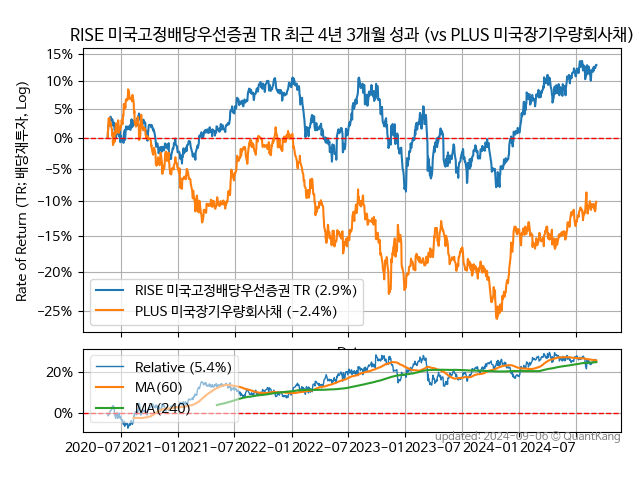 RISE 미국고정배당우선증권 TR 최근 4년 3개월 성과 (vs PLUS 미국장기우량회사채)
Rate of Return (TR: 배당재투자, Log)
15%
10%
5%
0%
−5%
−10%
−15%
−20%
−25%
RISE 미국고정배당우선증권 TR (2.9%)
PLUS 미국장기우량회사채 (−2.4%)
20%
0%
Relative (5.4%)
MA(60)
MA(240)
2020-07
2021-01
2021-07
2022-01
2022-07
2023-01
2023-07
2024-01
2024-07
updated: 2024-09-06 © QuantKang